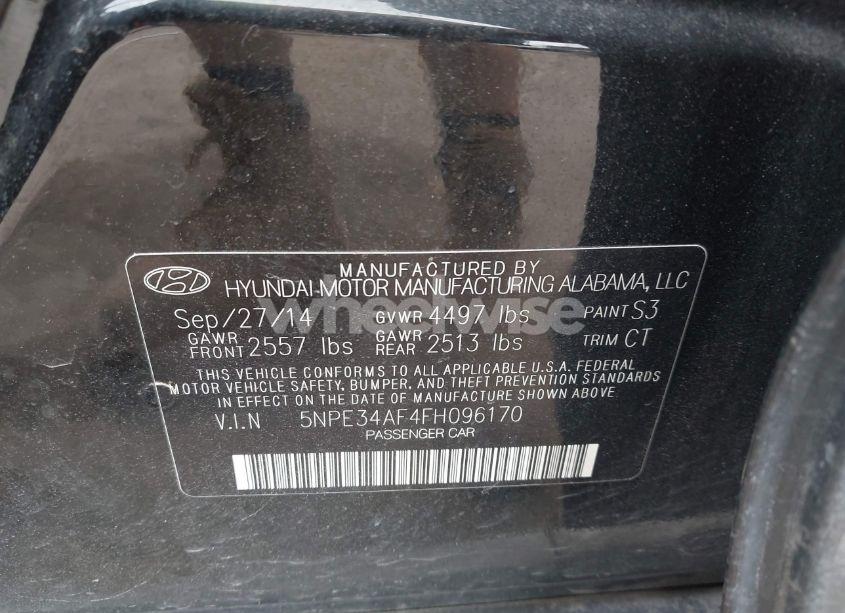 MANUFACTURED BY
HYUNDAI MOTOR MANUFACTURING ALABAMA, LLC
Sep/27/14 GVWR 4497 lbs PAINT S3
GAWR FRONT 2557 lbs GAWR REAR 2513 lbs TRIM CT
THIS VEHICLE CONFORMS TO ALL APPLICABLE U.S.A. FEDERAL
MOTOR VEHICLE SAFETY, BUMPER, AND THEFT PREVENTION STANDARDS
IN EFFECT ON THE DATE OF MANUFACTURE SHOWN ABOVE
V.I.N 5NPE34AF4FH096170
PASSENGER CAR
wheelwise